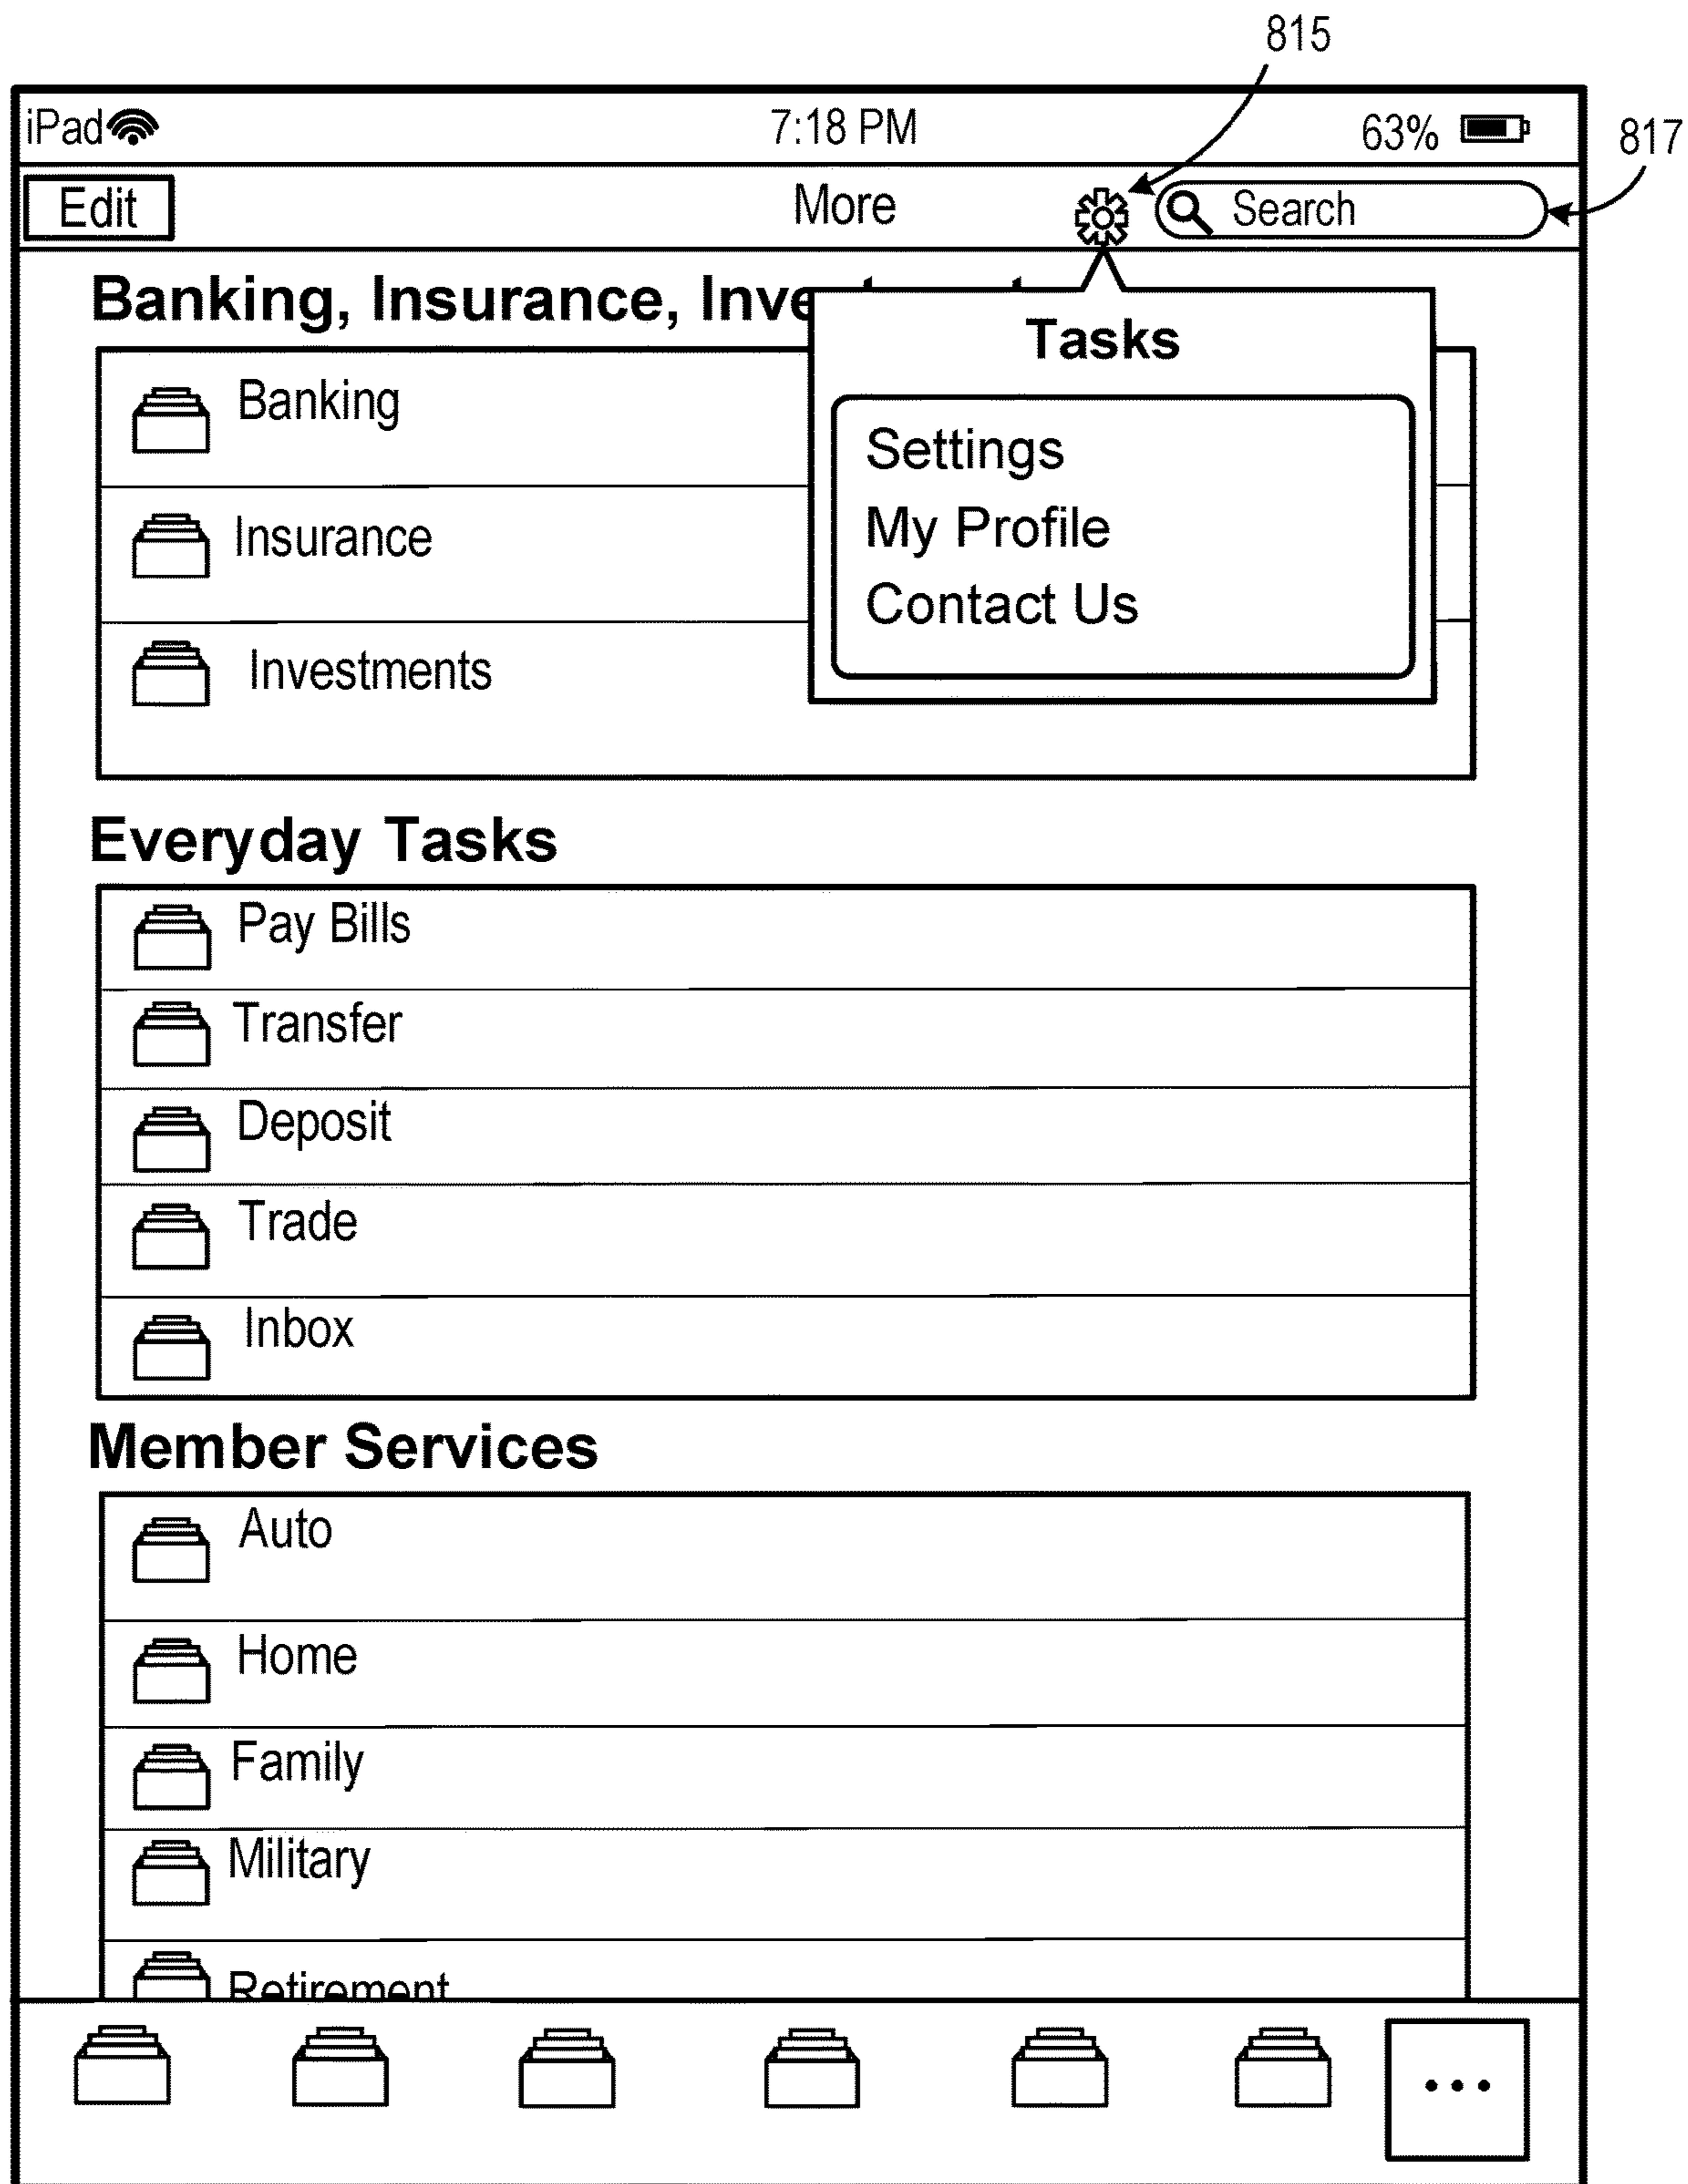 815
iPad 7:18 PM 63%
817
Edit More Search
Banking, Insurance,
Tasks
Banking
Settings
My Profile
Insurance
Contact Us
Investments
Everyday Tasks
Pay Bills
Transfer
Deposit
Trade
Inbox
Member Services
Auto
Home
Family
Military
Retirement
...